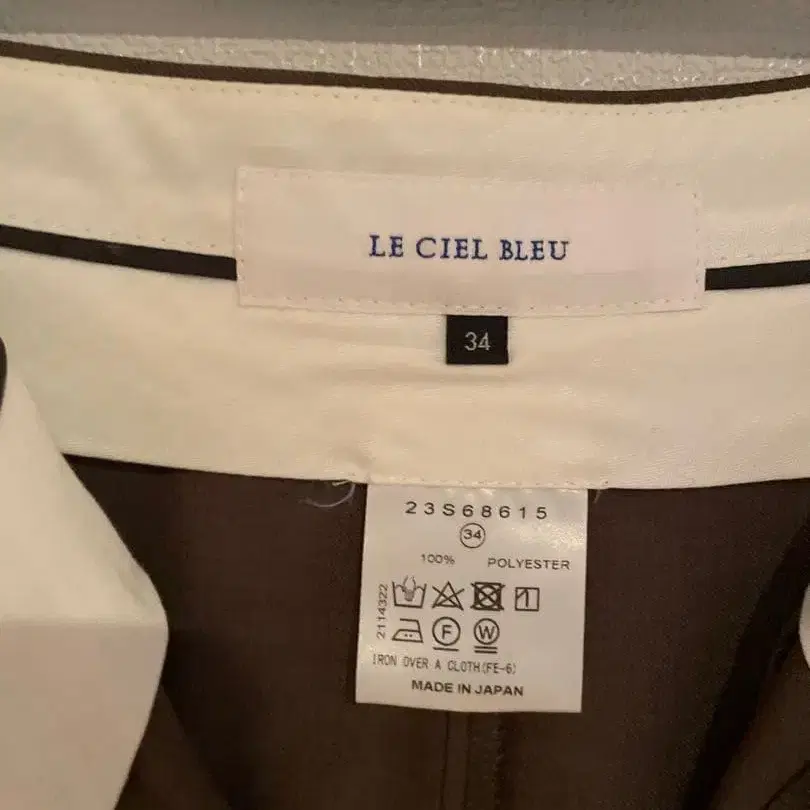 LE CIEL BLEU
34
23S68615
34
100% POLYESTER
2114322
F W
IRON OVER A CLOTH(FE-6)
MADE IN JAPAN